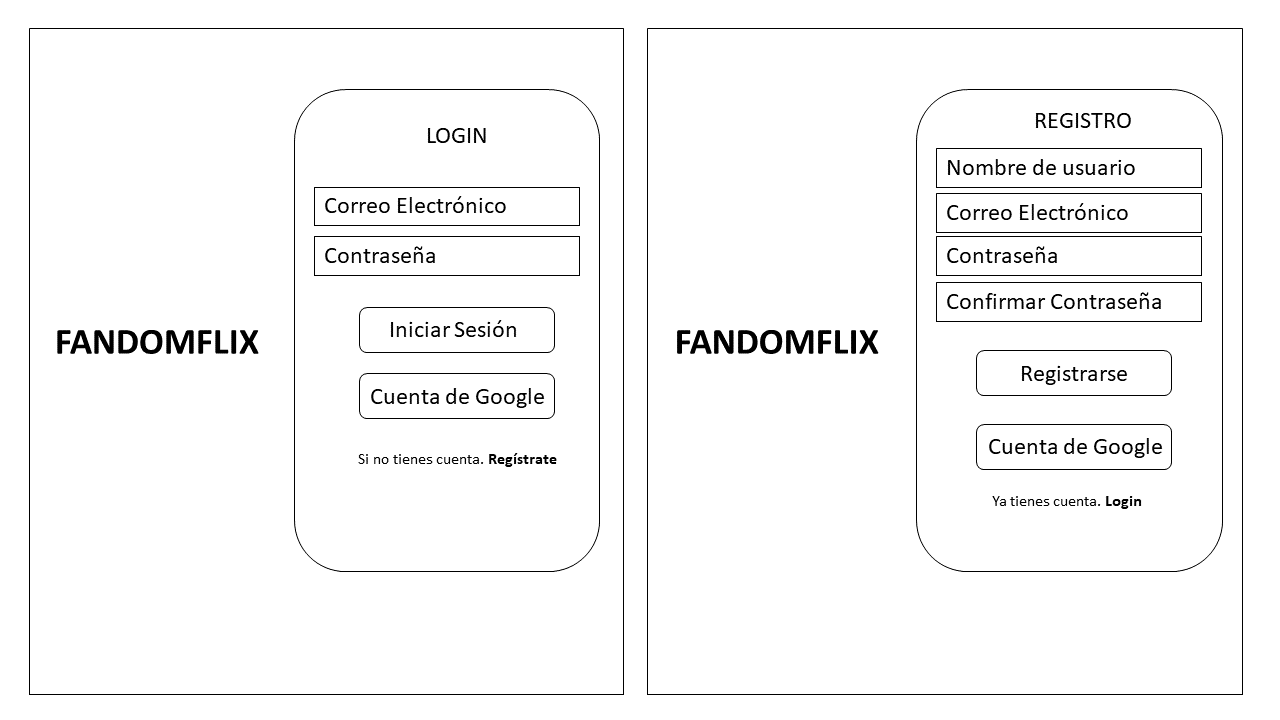 FANDOMFLIX
LOGIN
Correo Electrónico
Contraseña
Iniciar Sesión
Cuenta de Google
Si no tienes cuenta. Regístrate
FANDOMFLIX
REGISTRO
Nombre de usuario
Correo Electrónico
Contraseña
Confirmar Contraseña
Registrarse
Cuenta de Google
Ya tienes cuenta. Login